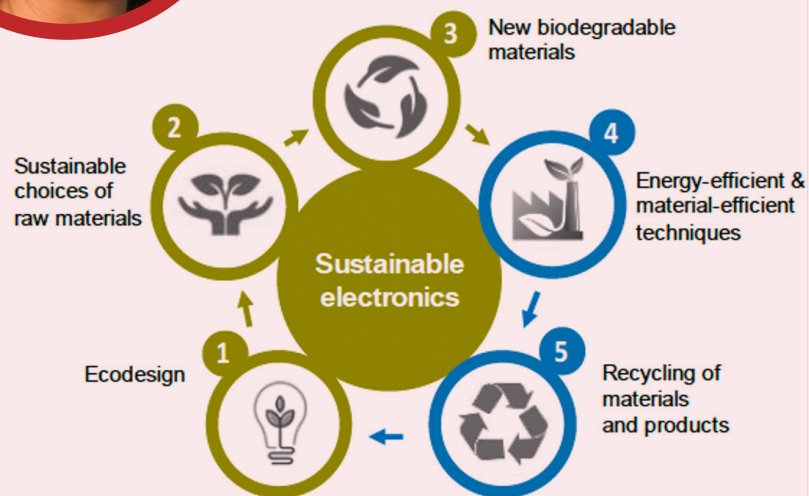 3
New biodegradable
materials
2
4
Sustainable
choices of
raw materials
Energy-efficient &
material-efficient
techniques
Sustainable
electronics
1
5
Ecodesign
Recycling of
materials
and products